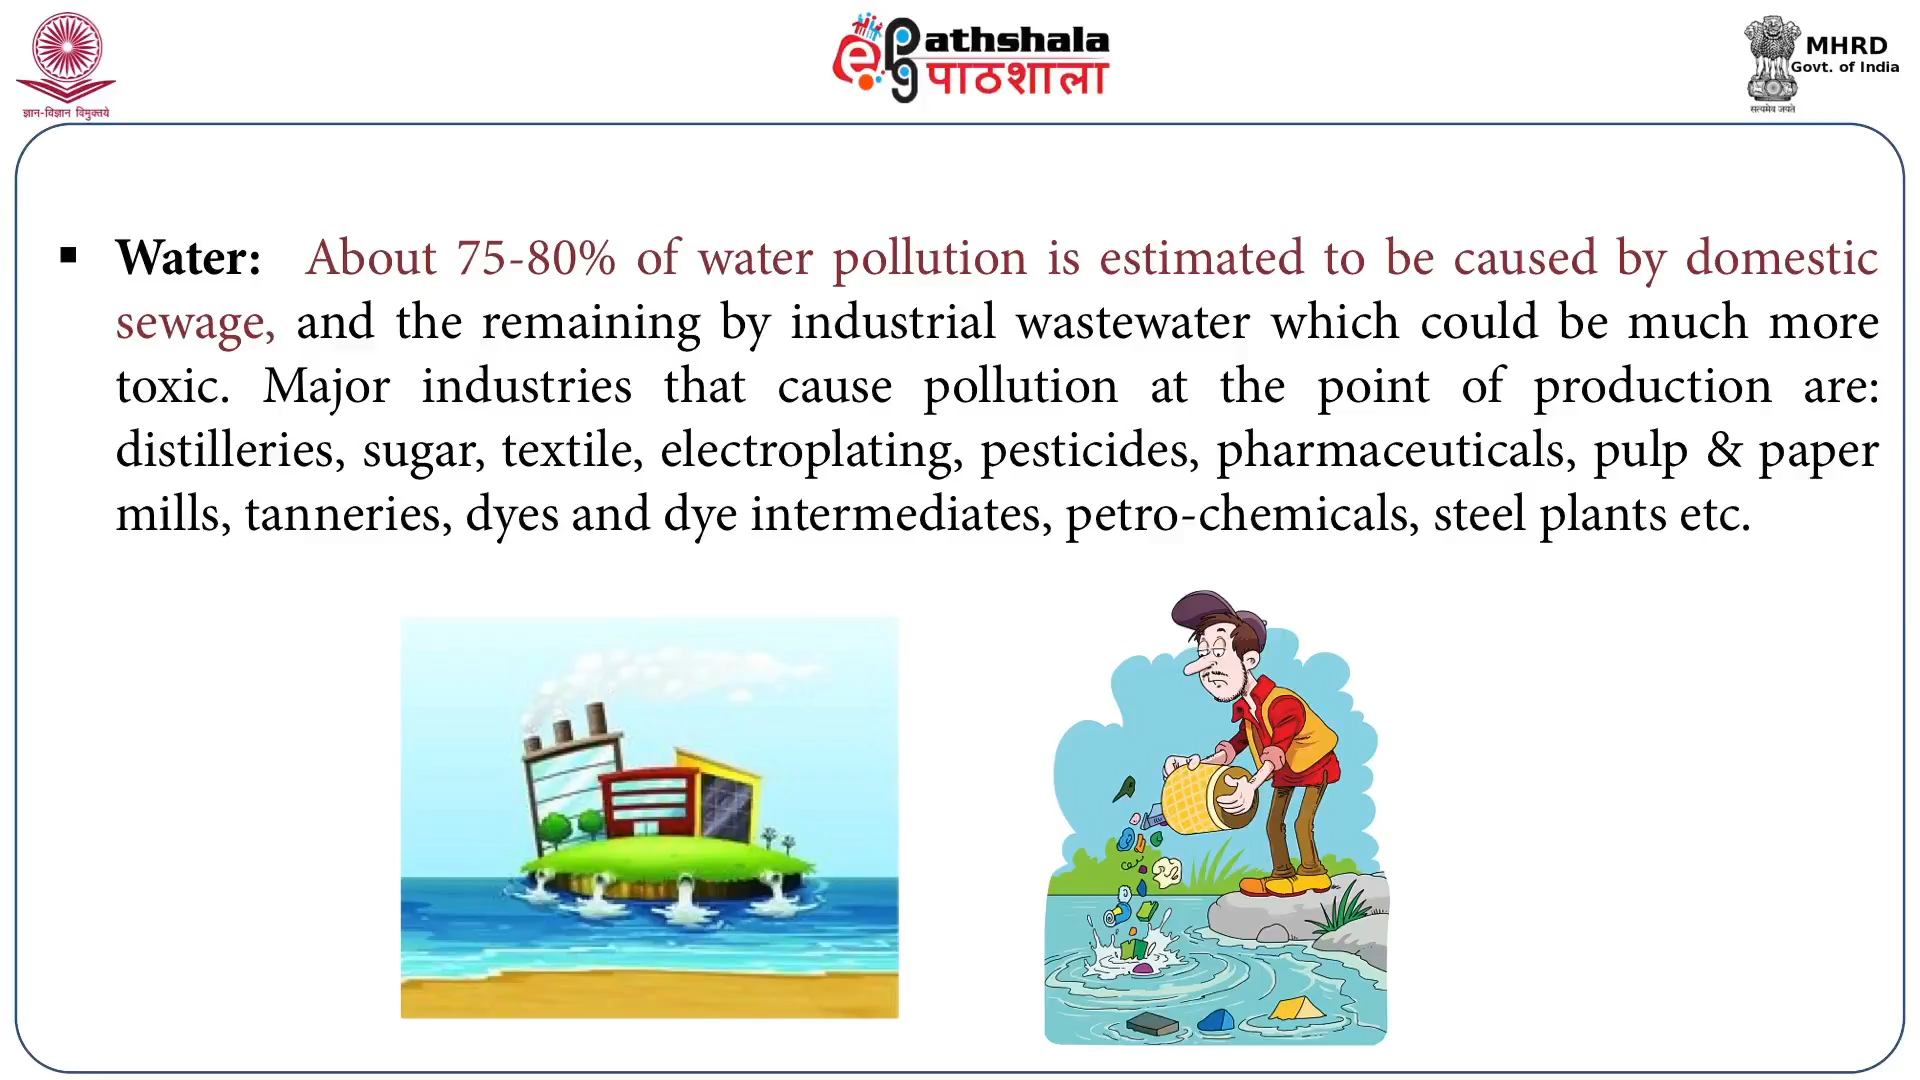 ज्ञान-विज्ञान विमुक्तये
e
pg
athshala
पाठशाला
MHRD
Govt. of India
सत्यमेव जयते
▪ Water: About 75-80% of water pollution is estimated to be caused by domestic
sewage, and the remaining by industrial wastewater which could be much more
toxic. Major industries that cause pollution at the point of production are:
distilleries, sugar, textile, electroplating, pesticides, pharmaceuticals, pulp & paper
mills, tanneries, dyes and dye intermediates, petro-chemicals, steel plants etc.